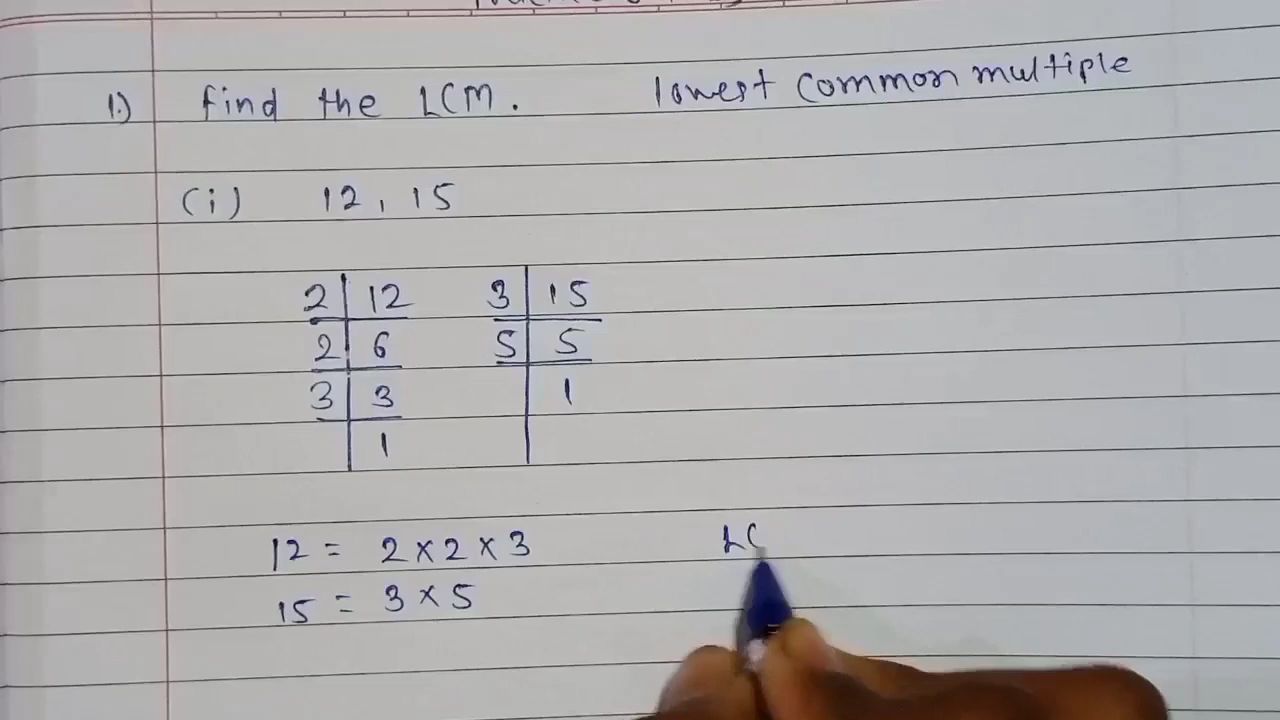 1.) Find the LCM. lowest common multiple
(i) 12, 15
2 | 12 3 | 15
2 | 6 5 | 5
3 | 3 1
1
12 = 2 × 2 × 3 LC
15 = 3 × 5